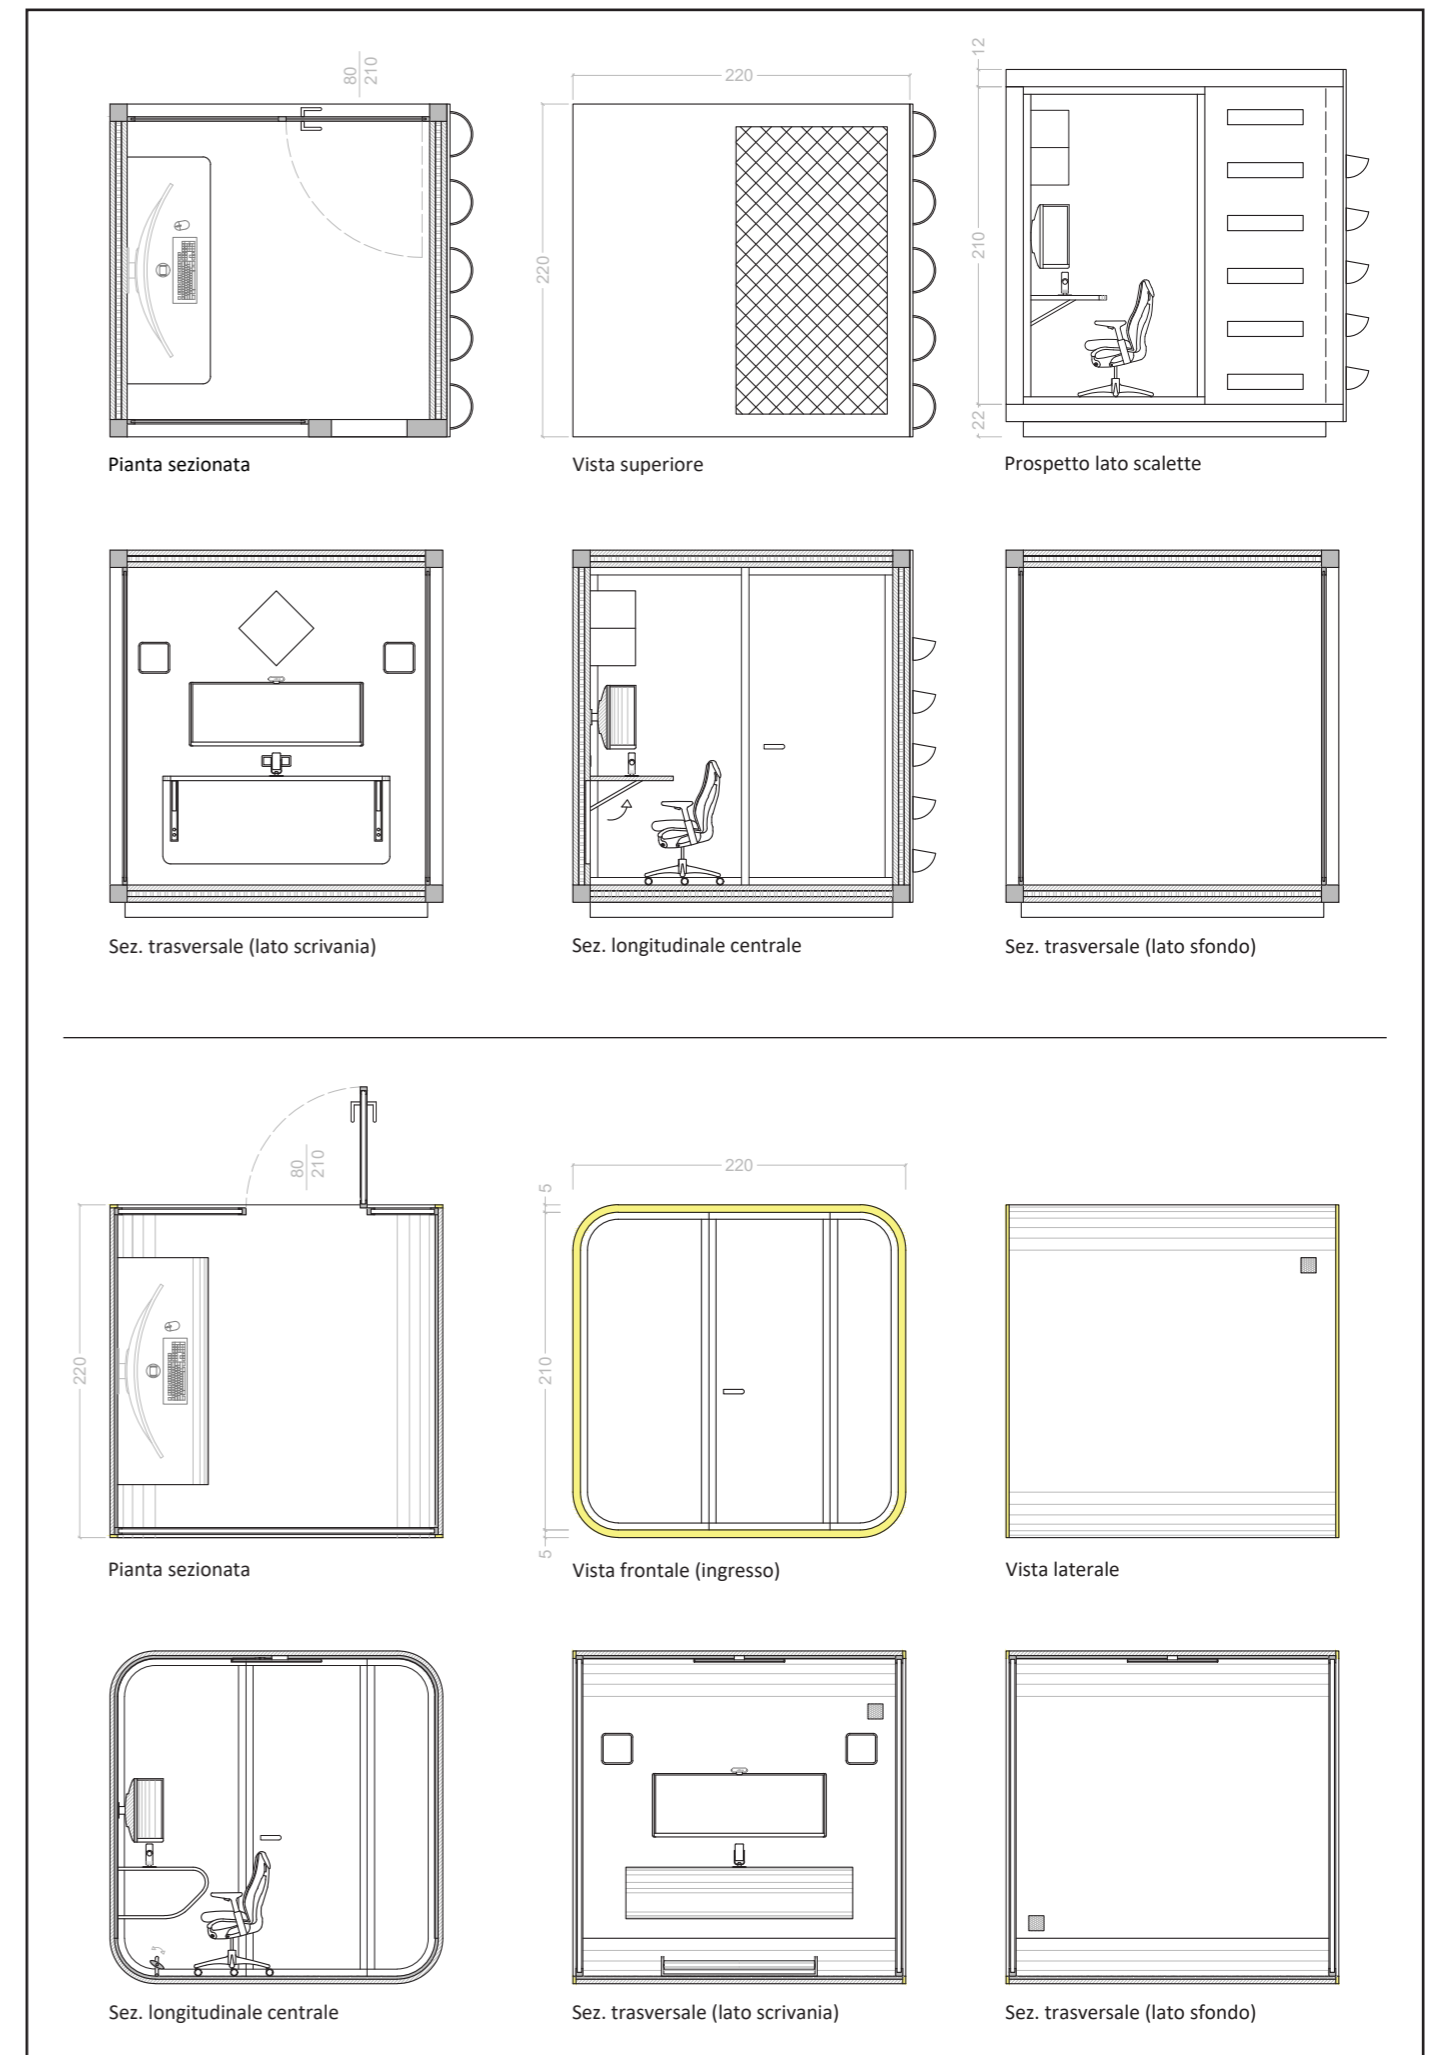 80
210
220
12
220
210
22
Pianta sezionata
Vista superiore
Prospetto lato scalette
Sez. trasversale (lato scrivania)
Sez. longitudinale centrale
Sez. trasversale (lato sfondo)
80
210
220
5
220
210
5
Pianta sezionata
Vista frontale (ingresso)
Vista laterale
Sez. longitudinale centrale
Sez. trasversale (lato scrivania)
Sez. trasversale (lato sfondo)